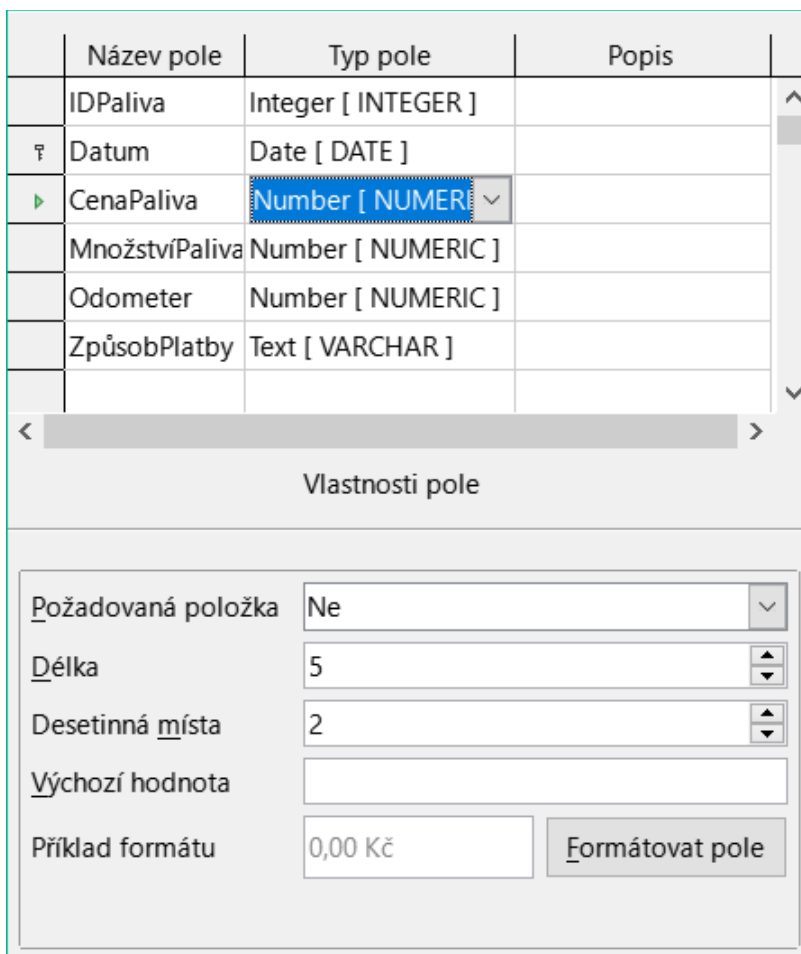 Název pole Typ pole Popis
IDPaliva Integer [ INTEGER ]
Datum Date [ DATE ]
CenaPaliva Number [ NUMERI
MnožstvíPaliva Number [ NUMERIC ]
Odometer Number [ NUMERIC ]
ZpůsobPlatby Text [ VARCHAR ]
Vlastnosti pole
Požadovaná položka Ne
Délka 5
Desetinná místa 2
Výchozí hodnota
Příklad formátu 0,00 Kč Formátovat pole